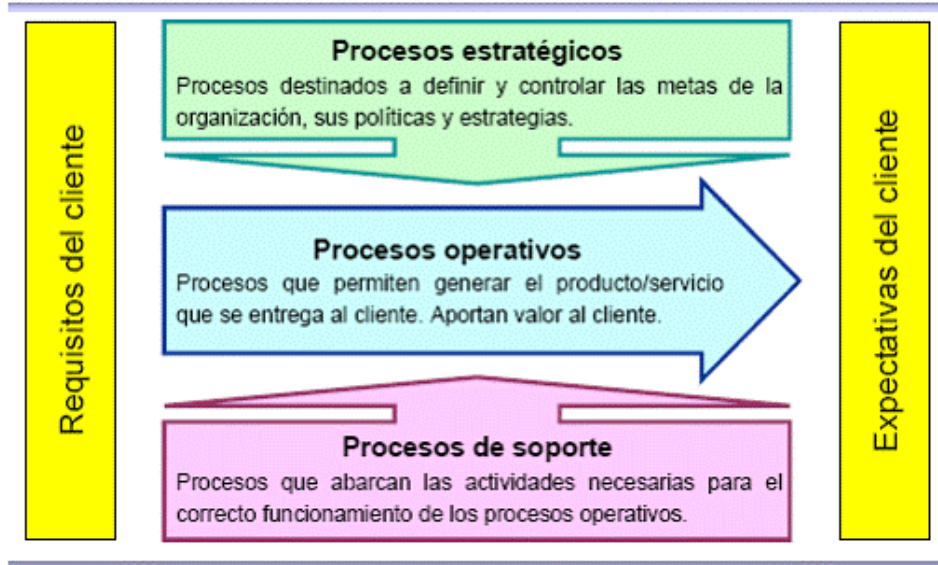 Requisitos del cliente
Procesos estratégicos
Procesos destinados a definir y controlar las metas de la
organización, sus políticas y estrategias.
Procesos operativos
Procesos que permiten generar el producto/servicio
que se entrega al cliente. Aportan valor al cliente.
Procesos de soporte
Procesos que abarcan las actividades necesarias para el
correcto funcionamiento de los procesos operativos.
Expectativas del cliente